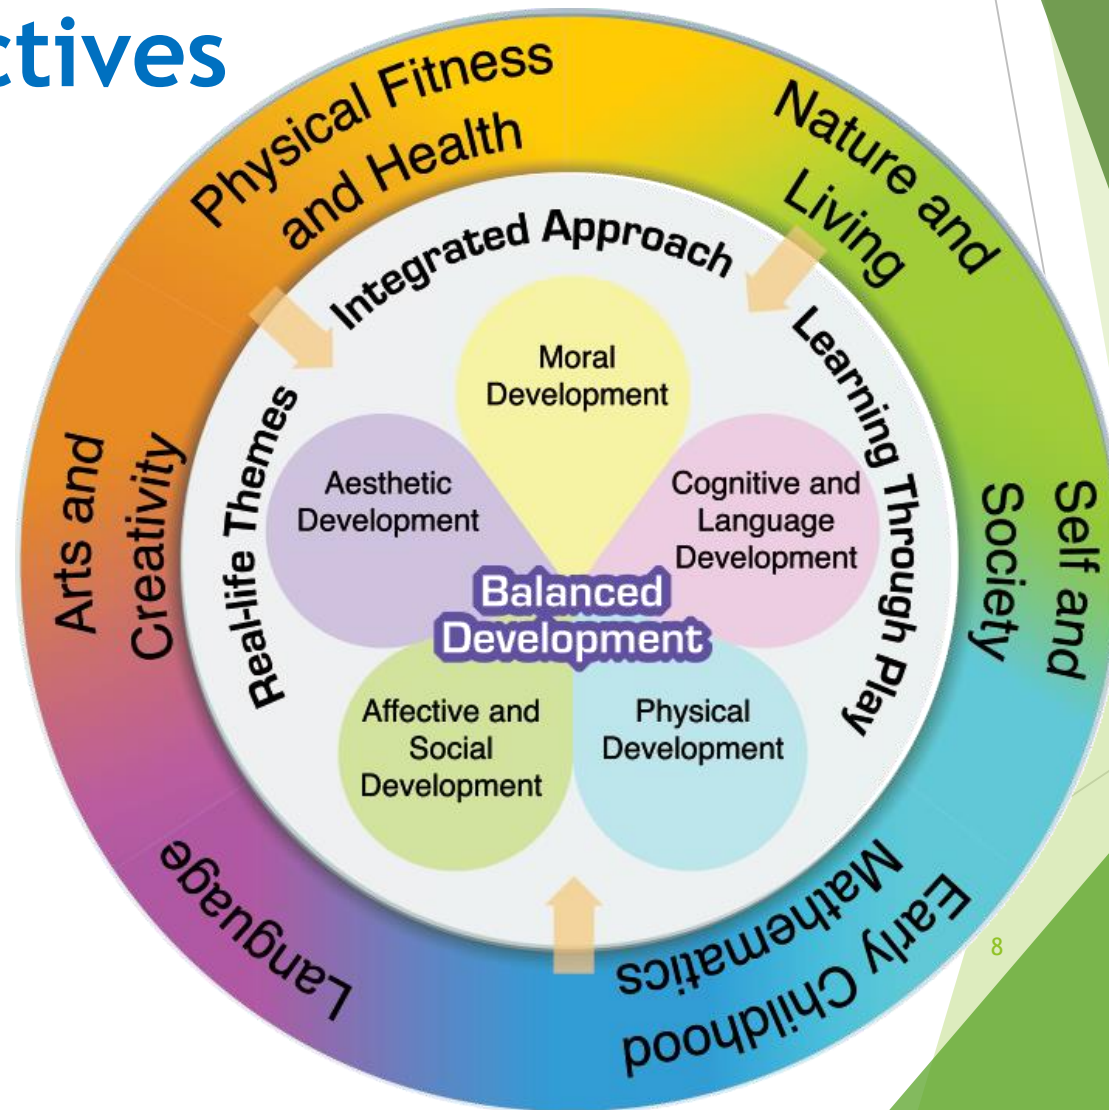 ctives
Physical Fitness
and Health
Nature and
Living
Self and
Society
Early Childhood
Mathematics
Language
Arts and
Creativity
Integrated Approach
Learning Through Play
Real-life Themes
Moral
Development
Aesthetic
Development
Cognitive and
Language
Development
Balanced
Development
Affective and
Social
Development
Physical
Development
8